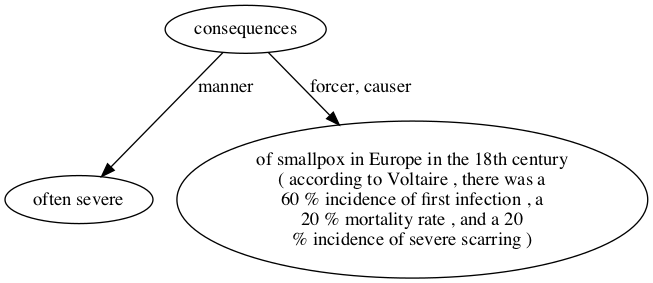 consequences
manner
forcer, causer
often severe
of smallpox in Europe in the 18th century
( according to Voltaire , there was a
60 % incidence of first infection , a
20 % mortality rate , and a 20
% incidence of severe scarring )